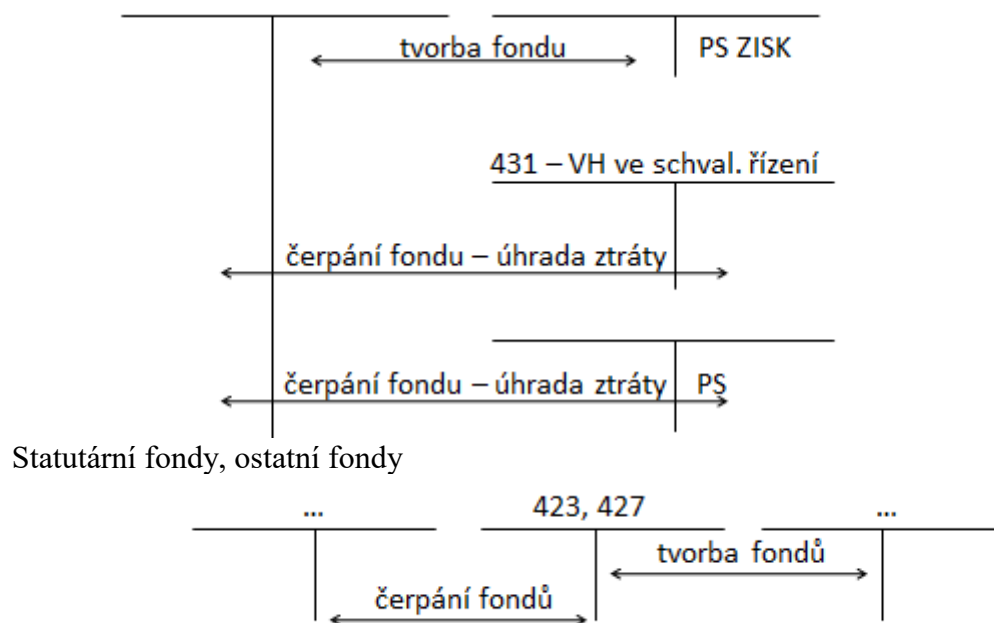 tvorba fondu PS ZISK
431 – VH ve schval. řízení
čerpání fondu – úhrada ztráty
čerpání fondu – úhrada ztráty PS
Statutární fondy, ostatní fondy
... 423, 427 ...
tvorba fondů
čerpání fondů